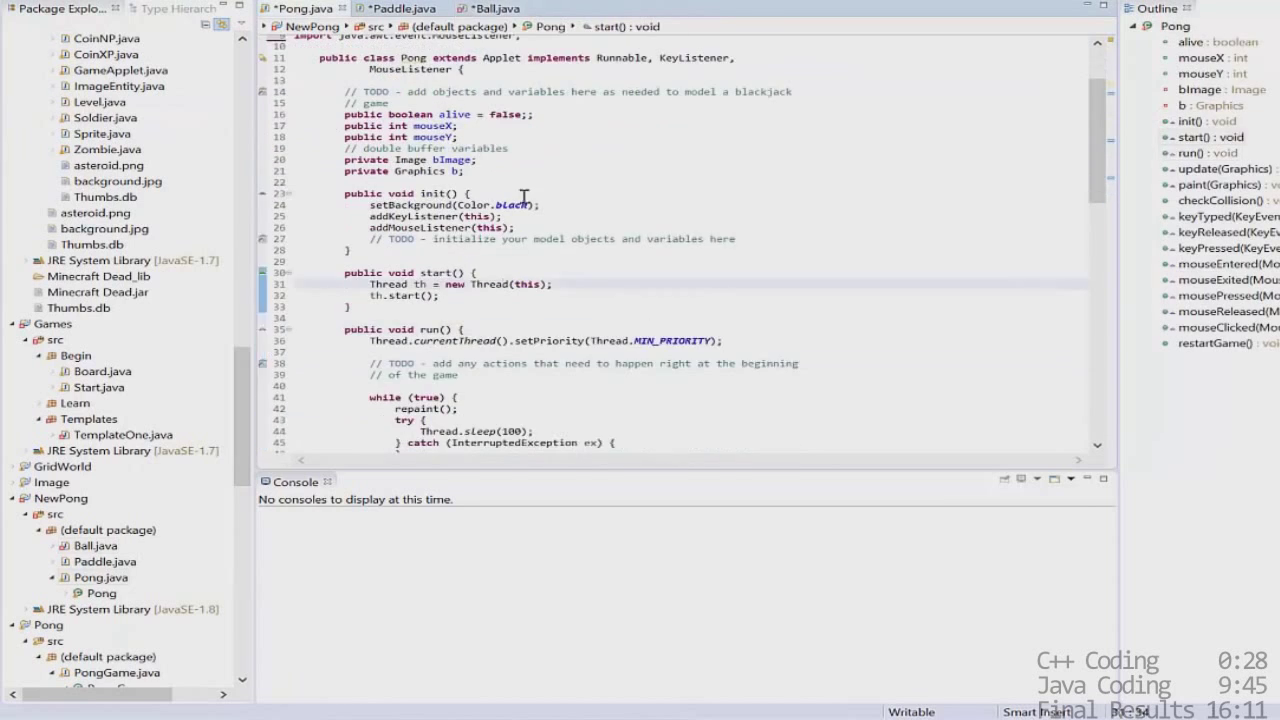 Package Explo...
Type Hierarch
CoinNP.java
CoinXP.java
GameApplet.java
ImageEntity.java
Level.java
Soldier.java
Sprite.java
Zombie.java
asteroid.png
background.jpg
Thumbs.db
asteroid.png
background.jpg
Thumbs.db
JRE System Library [JavaSE-1.7]
Minecraft Dead_lib
Minecraft Dead.jar
Thumbs.db
Games
src
Begin
Board.java
Start.java
Learn
Templates
TemplateOne.java
JRE System Library [JavaSE-1.7]
GridWorld
Image
NewPong
src
(default package)
Ball.java
Paddle.java
Pong.java
Pong
JRE System Library [JavaSE-1.8]
Pong
src
(default package)
PongGame.java
*Pong.java *Paddle.java *Ball.java
NewPong src (default package) Pong start() : void
9 import java.awt.event.MouseListener;
10
11 public class Pong extends Applet implements Runnable, KeyListener,
12 MouseListener {
13
14 // TODO - add objects and variables here as needed to model a blackjack
15 // game
16 public boolean alive = false;;
17 public int mouseX;
18 public int mouseY;
19 // double buffer variables
20 private Image bImage;
21 private Graphics b;
22
23 public void init() {
24 setBackground(Color.black);
25 addKeyListener(this);
26 addMouseListener(this);
27 // TODO - initialize your model objects and variables here
28 }
29
30 public void start() {
31 Thread th = new Thread(this);
32 th.start();
33 }
34
35 public void run() {
36 Thread.currentThread().setPriority(Thread.MIN_PRIORITY);
37
38 // TODO - add any actions that need to happen right at the beginning
39 // of the game
40
41 while (true) {
42 repaint();
43 try {
44 Thread.sleep(100);
45 } catch (InterruptedException ex) {
Console
No consoles to display at this time.
Outline
Pong
alive : boolean
mouseX : int
mouseY : int
bImage : Image
b : Graphics
init() : void
start() : void
run() : void
update(Graphics)
paint(Graphics) :
checkCollision() :
keyTyped(KeyEve
keyReleased(KeyE
keyPressed(KeyEv
mouseEntered(Mo
mouseExited(Mou
mousePressed(Mo
mouseReleased(M
mouseClicked(Mo
restartGame() : vo
C++ Coding 0:28
Java Coding 9:45
Final Results 16:11
Writable Smart Insert